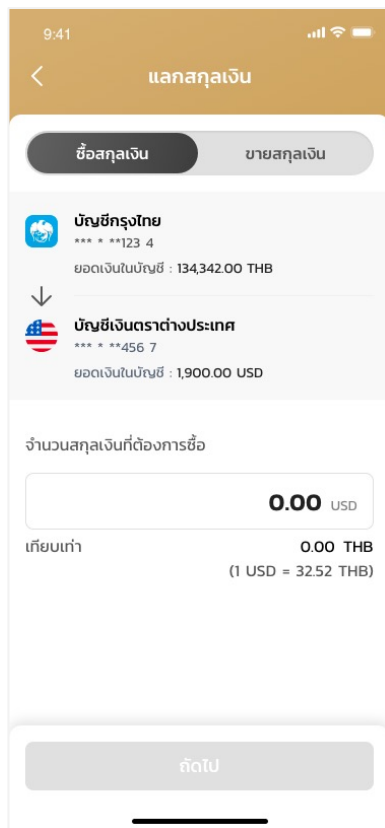 9:41
แลกสกุลเงิน
ซื้อสกุลเงิน ขายสกุลเงิน
บัญชีกรุงไทย
*** * **123 4
ยอดเงินในบัญชี : 134,342.00 THB
บัญชีเงินตราต่างประเทศ
*** * **456 7
ยอดเงินในบัญชี : 1,900.00 USD
จำนวนสกุลเงินที่ต้องการซื้อ
0.00 USD
เทียบเท่า 0.00 THB
(1 USD = 32.52 THB)
ถัดไป